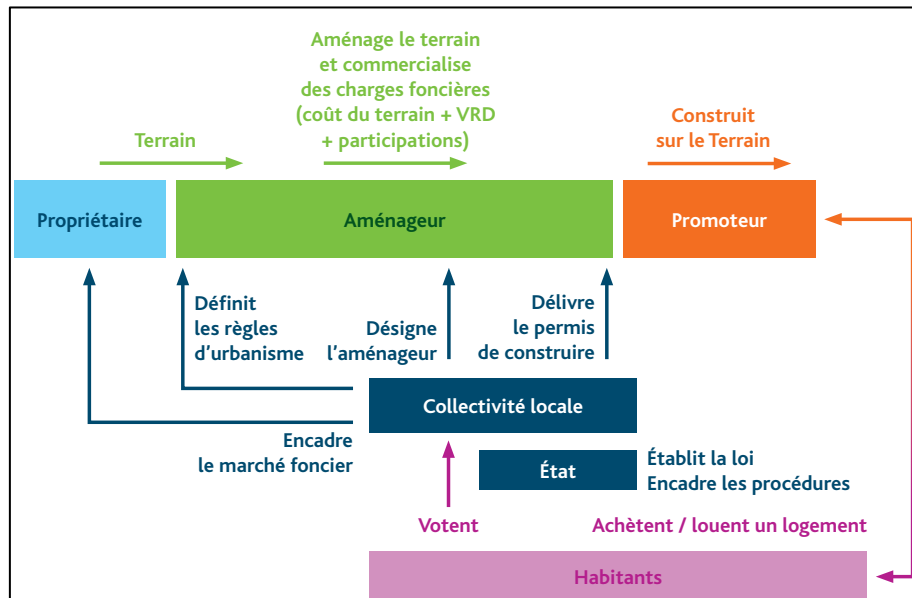 Aménage le terrain
et commercialise
des charges foncières
(coût du terrain + VRD
+ participations)
Terrain
Construit
sur le Terrain
Propriétaire
Aménageur
Promoteur
Définit
les règles
d'urbanisme
Désigne
l'aménageur
Délivre
le permis
de construire
Collectivité locale
Encadre
le marché foncier
État
Établit la loi
Encadre les procédures
Votent
Achètent / louent un logement
Habitants